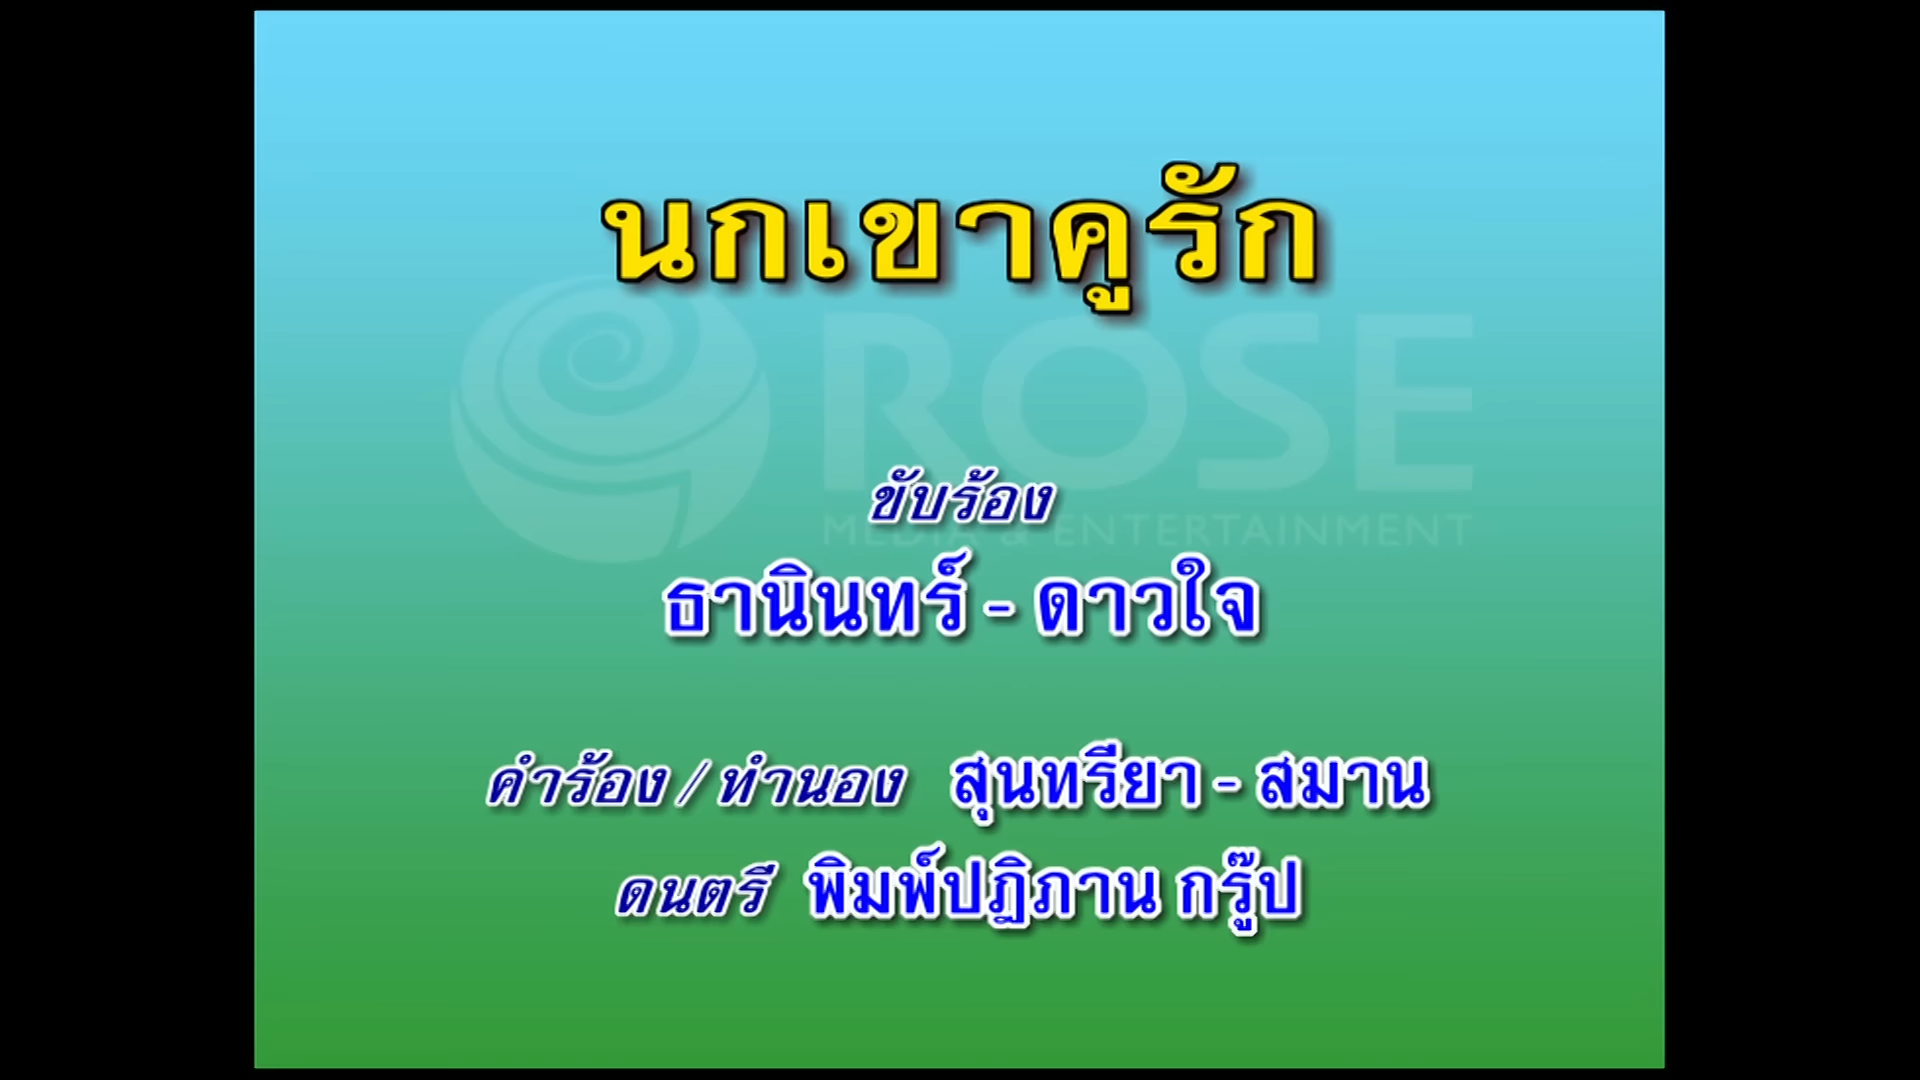 นกเขาคูรัก
ROSE
MEDIA & ENTERTAINMENT
ขับร้อง
ธานินทร์ - ดาวใจ
คำร้อง / ทำนอง สุนทรียา - สมาน
ดนตรี พิมพ์ปฏิภาน กรู๊ป